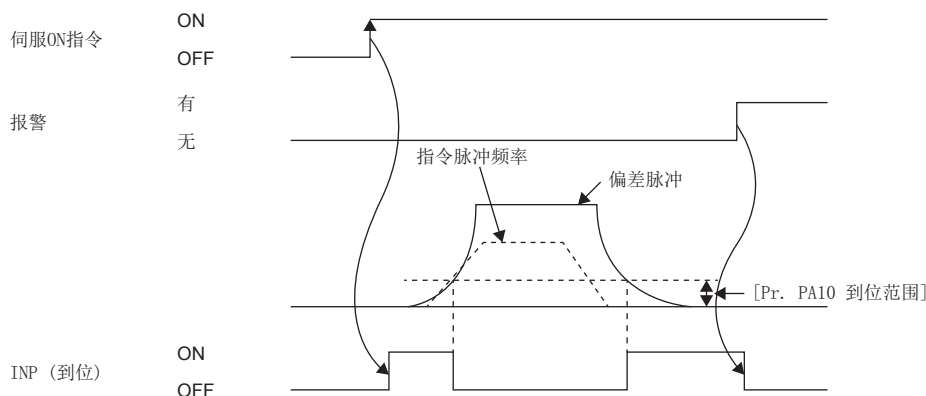 伺服ON指令
ON
OFF
报警
有
无
指令脉冲频率
偏差脉冲
[Pr. PA10 到位范围]
INP (到位)
ON
OFF